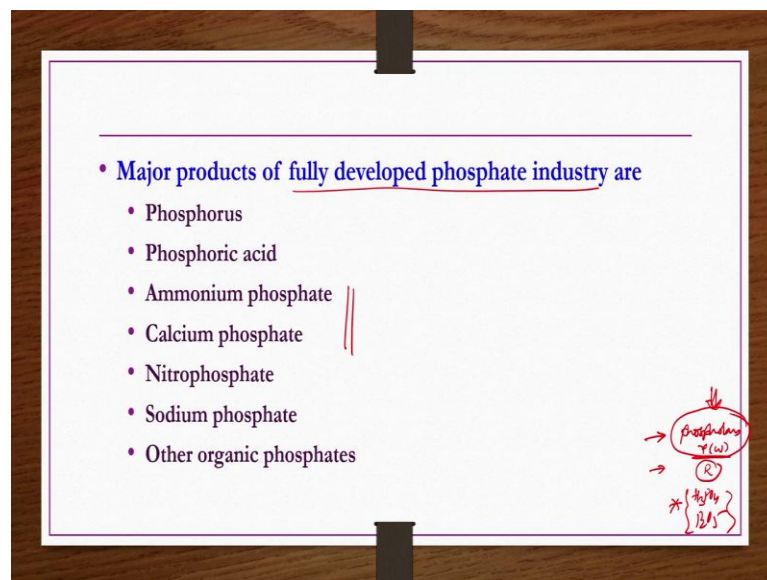 • Major products of fully developed phosphate industry are
• Phosphorus
• Phosphoric acid
• Ammonium phosphate
• Calcium phosphate
• Nitrophosphate
• Sodium phosphate
• Other organic phosphates
(W)
R